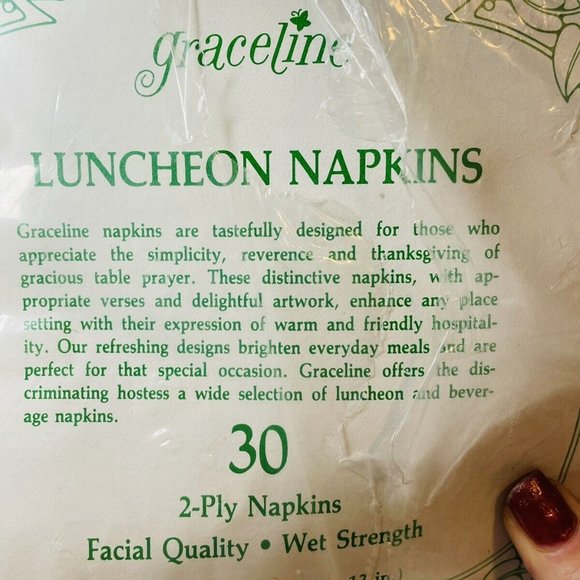 graceline
LUNCHEON NAPKINS
Graceline napkins are tastefully designed for those who
appreciate the simplicity, reverence and thanksgiving of
gracious table prayer. These distinctive napkins, with ap-
propriate verses and delightful artwork, enhance any place
setting with their expression of warm and friendly hospital-
ity. Our refreshing designs brighten everyday meals and are
perfect for that special occasion. Graceline offers the dis-
criminating hostess a wide selection of luncheon and bever-
age napkins.
30
2-Ply Napkins
Facial Quality • Wet Strength
13 in.)